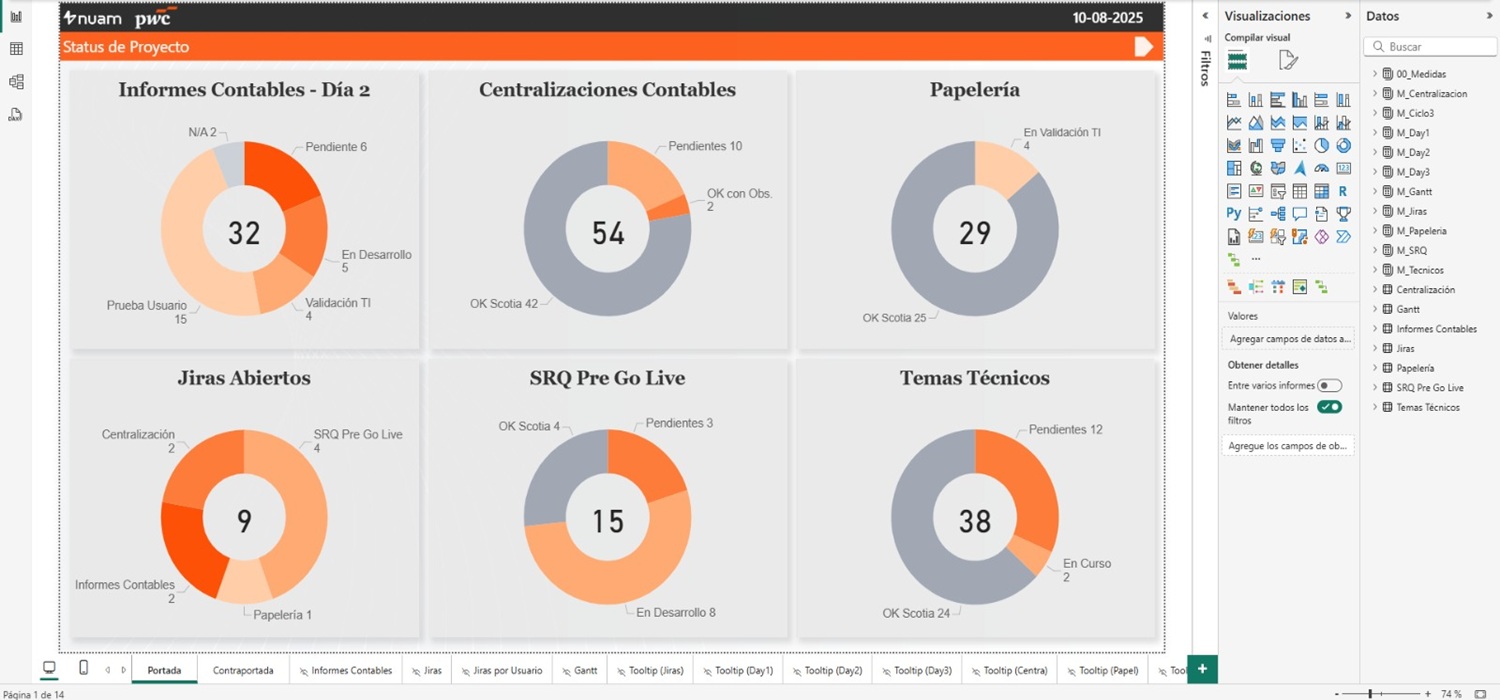 nuam pwc 10-08-2025
Status de Proyecto
Informes Contables - Día 2
N/A 2
Pendiente 6
En Desarrollo
5
Validación TI
4
Prueba Usuario
15
32
Centralizaciones Contables
Pendientes 10
OK con Obs.
2
OK Scotia 42
54
Papelería
En Validación TI
4
OK Scotia 25
29
Jiras Abiertos
Centralización
2
SRQ Pre Go Live
4
Informes Contables
2
Papelería 1
9
SRQ Pre Go Live
OK Scotia 4
Pendientes 3
En Desarrollo 8
15
Temas Técnicos
Pendientes 12
En Curso
2
OK Scotia 24
38
Portada
Contraportada
Informes Contables
Jiras
Jiras por Usuario
Gantt
Tooltip (Jiras)
Tooltip (Day1)
Tooltip (Day2)
Tooltip (Day3)
Tooltip (Centra)
Tooltip (Papel)
Tool
+
Página 1 de 14
- + 74 %
Filtros
Visualizaciones
Compilar visual
123
R
Py
...
Valores
Agregar campos de datos a...
Obtener detalles
Entre varios informes
Mantener todos los
filtros
Agregue los campos de ob...
Datos
Buscar
00_Medidas
M_Centralizacion
M_Ciclo3
M_Day1
M_Day2
M_Day3
M_Gantt
M_Jiras
M_Papeleria
M_SRQ
M_Tecnicos
Centralización
Gantt
Informes Contables
Jiras
Papelería
SRQ Pre Go Live
Temas Técnicos